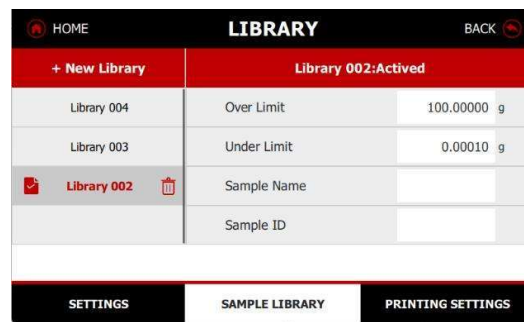 HOME LIBRARY BACK
+ New Library Library 002:Actived
Library 004 Over Limit 100.00000 g
Library 003 Under Limit 0.00010 g
Library 002 Sample Name
Sample ID
SETTINGS SAMPLE LIBRARY PRINTING SETTINGS